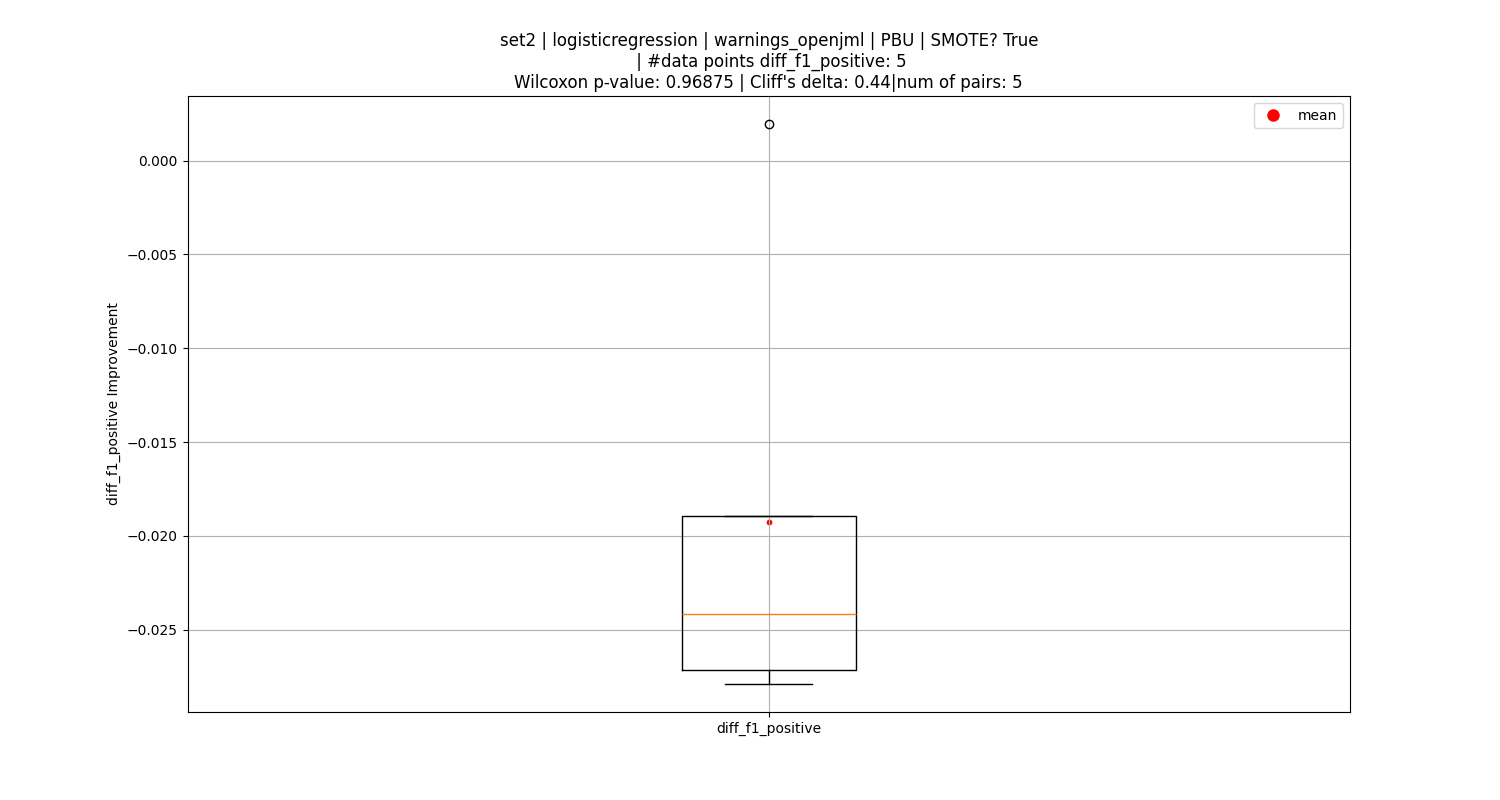 set2 | logisticregression | warnings_openjml | PBU | SMOTE? True
| #data points diff_f1_positive: 5
Wilcoxon p-value: 0.96875 | Cliff's delta: 0.44|num of pairs: 5
mean
0.000
−0.005
−0.010
−0.015
−0.020
−0.025
diff_f1_positive Improvement
diff_f1_positive